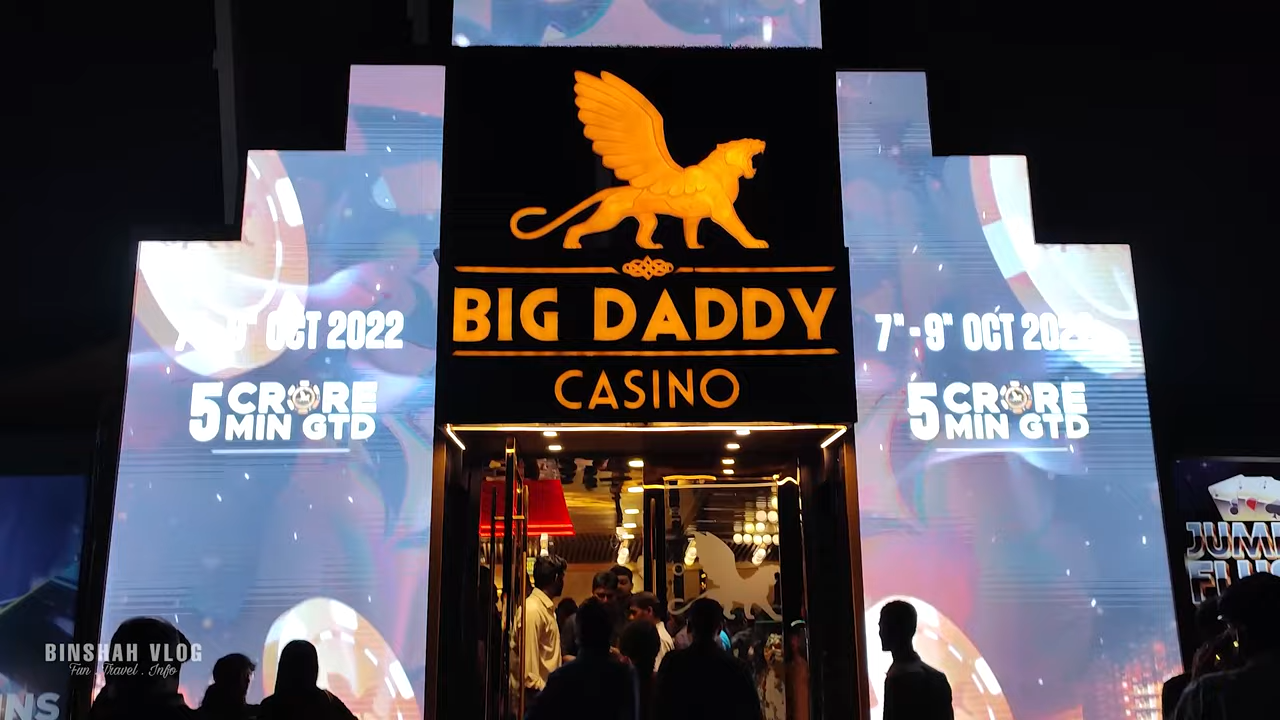 BIG DADDY
CASINO
OCT 2022
5 CRORE
MIN GTD
7th - 9th OCT 2022
5 CRORE
MIN GTD
BINSHAH VLOG
Fun . Travel . Info